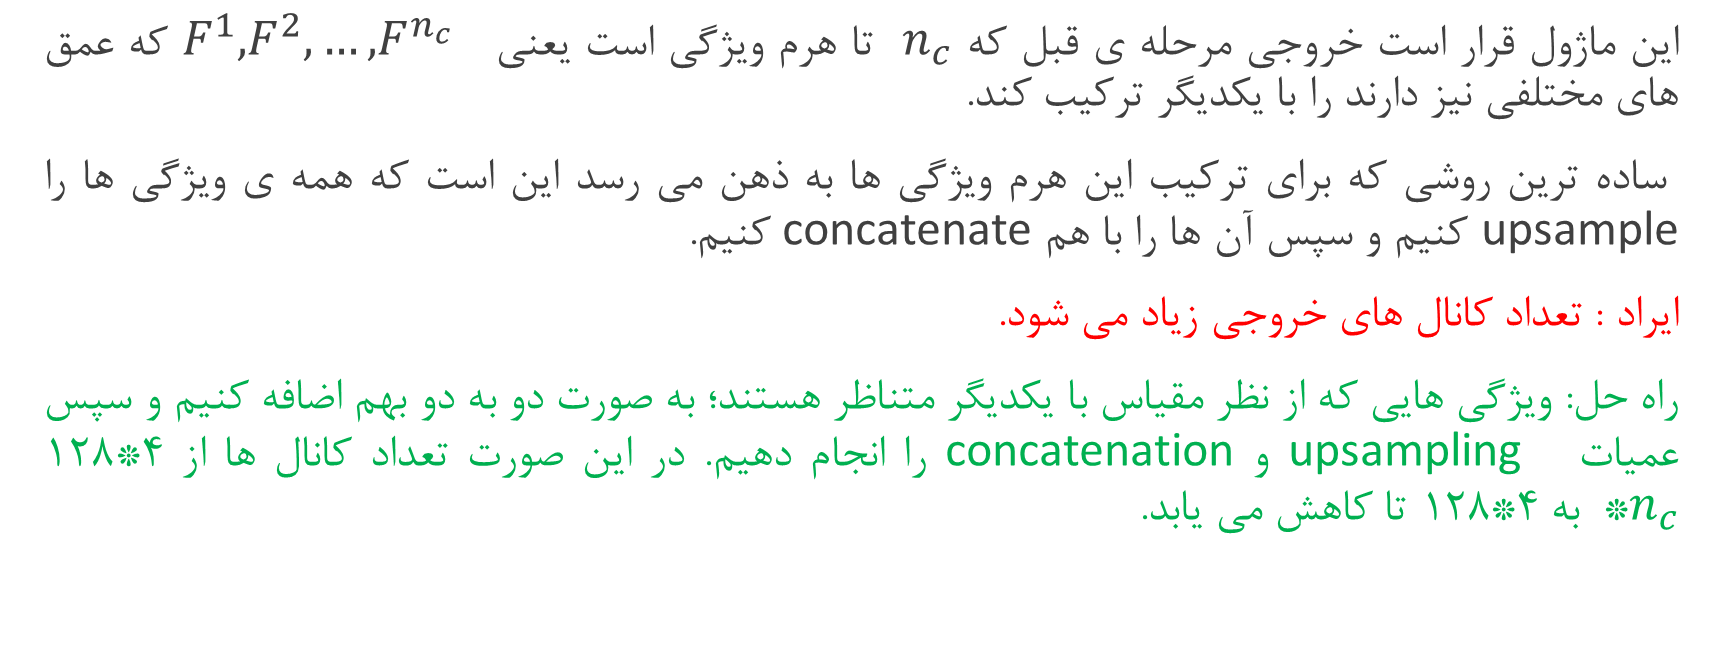 این ماژول قرار است خروجی مرحله ی قبل که n_c تا هرم ویژگی است یعنی F^1,F^2, … ,F^{n_c} که عمق
های مختلفی نیز دارند را با یکدیگر ترکیب کند.
ساده ترین روشی که برای ترکیب این هرم ویژگی ها به ذهن می رسد این است که همه ی ویژگی ها را
upsample کنیم و سپس آن ها را با هم concatenate کنیم.
ایراد : تعداد کانال های خروجی زیاد می شود.
راه حل: ویژگی هایی که از نظر مقیاس با یکدیگر متناظر هستند؛ به صورت دو به دو بهم اضافه کنیم و سپس
عمیات upsampling و concatenation را انجام دهیم. در این صورت تعداد کانال ها از ۴*۱۲۸
*n_c به ۴*۱۲۸ تا کاهش می یابد.